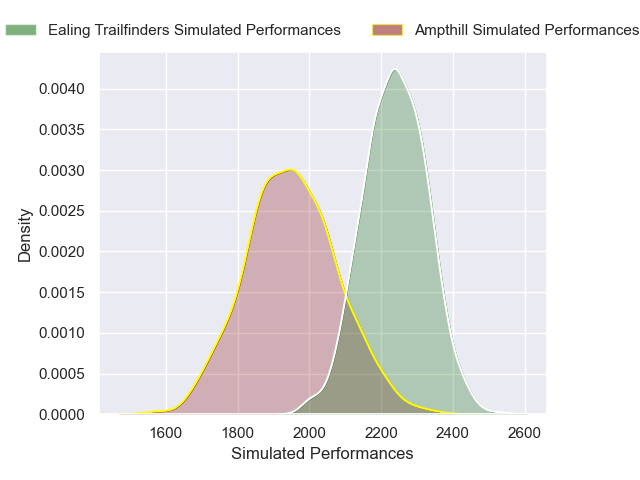 Ealing Trailfinders Simulated Performances Ampthill Simulated Performances
0.0040
0.0035
0.0030
0.0025
0.0020
0.0015
0.0010
0.0005
0.0000
Density
1600 1800 2000 2200 2400 2600
Simulated Performances